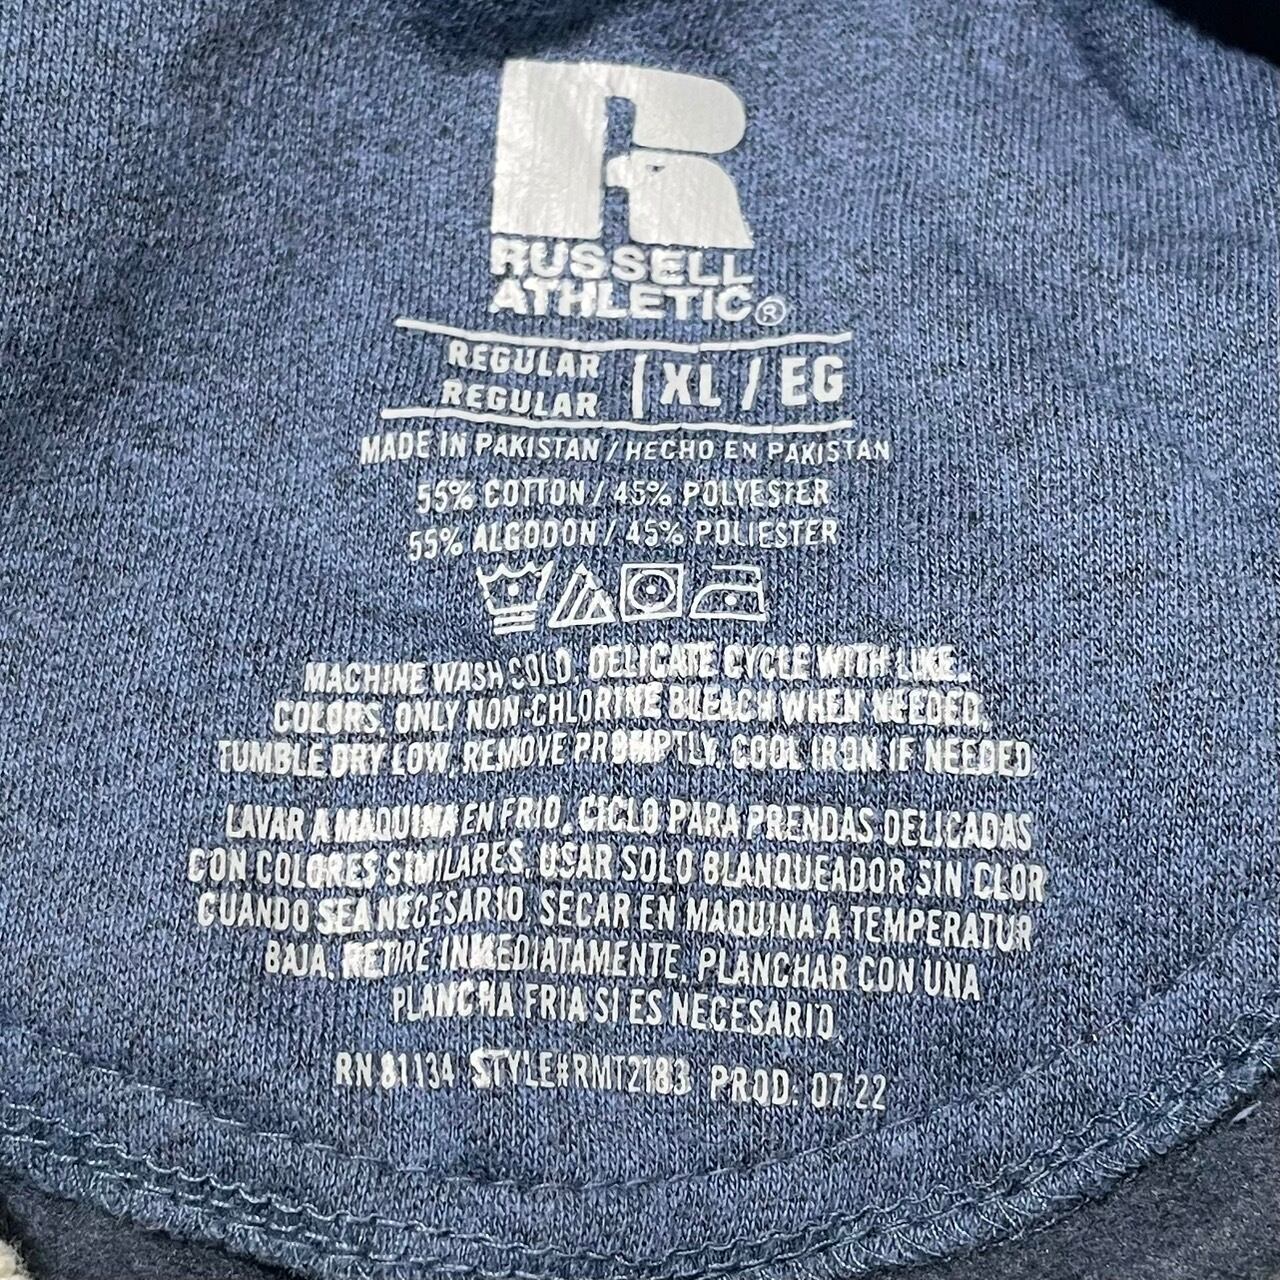 RUSSELL
ATHLETIC®
REGULAR
REGULAR
XL / EG
MADE IN PAKISTAN / HECHO EN PAKISTAN
55% COTTON / 45% POLYESTER
55% ALGODON / 45% POLIESTER
MACHINE WASH COLD. DELICATE CYCLE WITH LIKE.
COLORS. ONLY NON-CHLORINE BLEACH WHEN NEEDED.
TUMBLE DRY LOW. REMOVE PROMPTLY. COOL IRON IF NEEDED.
LAVAR A MAQUINA EN FRIO. CICLO PARA PRENDAS DELICADAS
CON COLORES SIMILARES. USAR SOLO BLANQUEADOR SIN CLOR
CUANDO SEA NECESARIO SECAR EN MAQUINA A TEMPERATUR
BAJA. RETIRE INMEDIATAMENTE. PLANCHAR CON UNA
PLANCHA FRIA SI ES NECESARIO
RN 81134 STYLE#RMT2183 PROD: 07.22